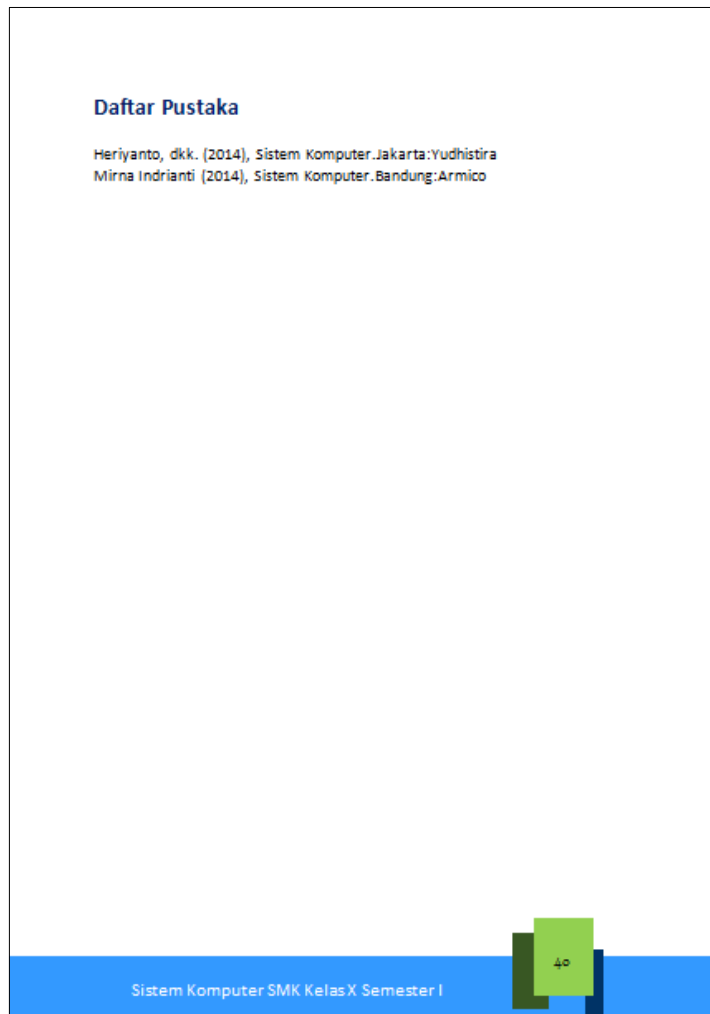 Daftar Pustaka
Heriyanto, dkk. (2014), Sistem Komputer.Jakarta:Yudhistira
Mirna Indrianti (2014), Sistem Komputer.Bandung:Armico
40
Sistem Komputer SMK Kelas X Semester I